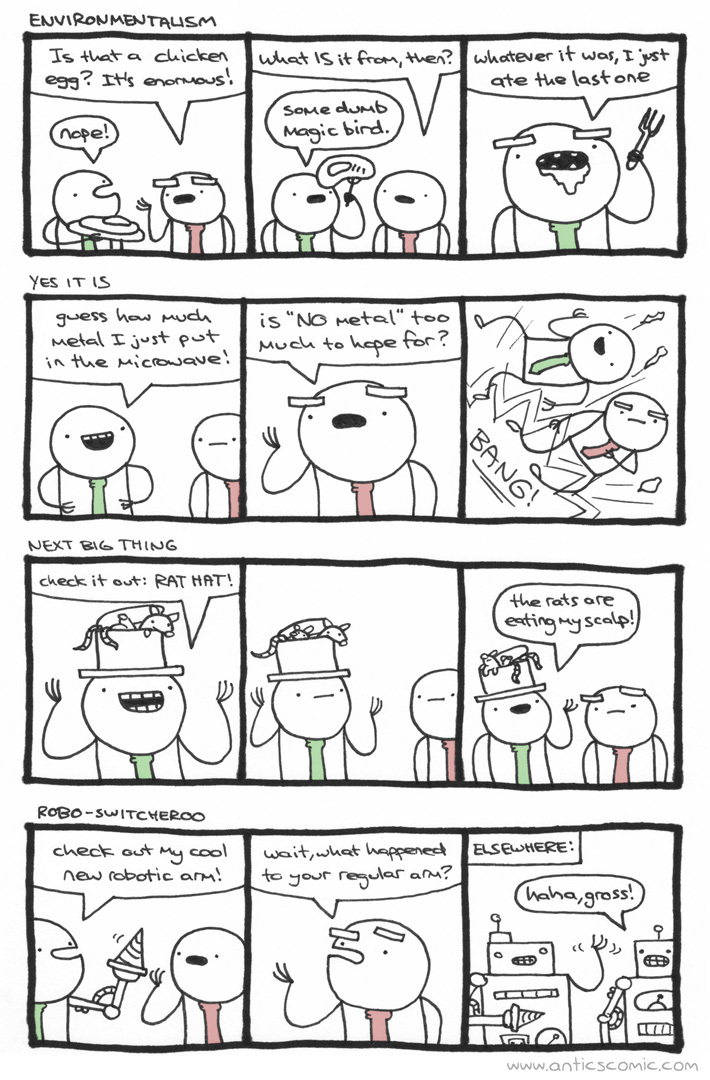 ENVIRONMENTALISM
Is that a chicken
egg? It's enormous!
nope!
what IS it from, then?
some dumb
magic bird.
whatever it was, I just
ate the last one
YES IT IS
guess how much
metal I just put
in the microwave!
is "NO metal" too
much to hope for?
BANG!
NEXT BIG THING
check it out: RAT HAT!
the rats are
eating my scalp!
ROBO-SWITCHEROO
check out my cool
new robotic arm!
wait, what happened
to your regular arm?
ELSEWHERE:
haha, gross!
www.anticscomic.com